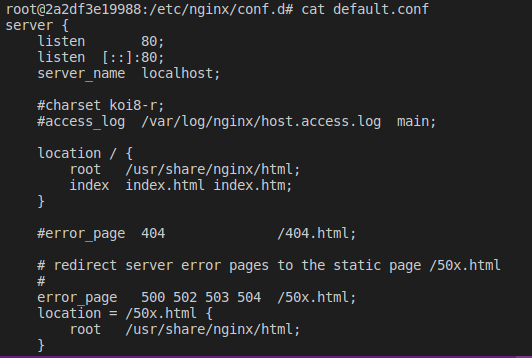 root@2a2df3e19988:/etc/nginx/conf.d# cat default.conf
server {
    listen       80;
    listen  [::]:80;
    server_name  localhost;

    #charset koi8-r;
    #access_log  /var/log/nginx/host.access.log  main;

    location / {
        root   /usr/share/nginx/html;
        index  index.html index.htm;
    }

    #error_page  404              /404.html;

    # redirect server error pages to the static page /50x.html
    #
    error_page   500 502 503 504  /50x.html;
    location = /50x.html {
        root   /usr/share/nginx/html;
    }